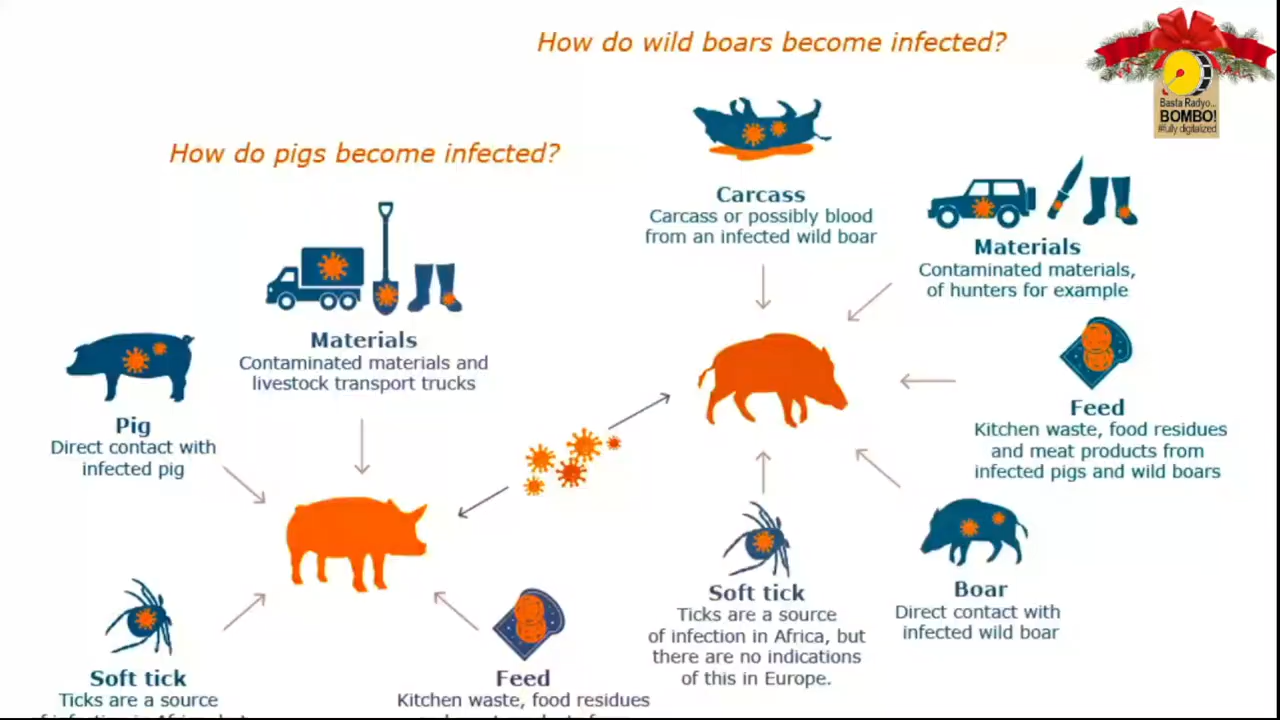 How do wild boars become infected?
Basta Radyo...
BOMBO!
#fully digitalized
How do pigs become infected?
Carcass
Carcass or possibly blood
from an infected wild boar
Materials
Contaminated materials,
of hunters for example
Materials
Contaminated materials and
livestock transport trucks
Pig
Direct contact with
infected pig
Feed
Kitchen waste, food residues
and meat products from
infected pigs and wild boars
Boar
Direct contact with
infected wild boar
Soft tick
Ticks are a source
of infection in Africa, but
there are no indications
of this in Europe.
Soft tick
Ticks are a source
Feed
Kitchen waste, food residues